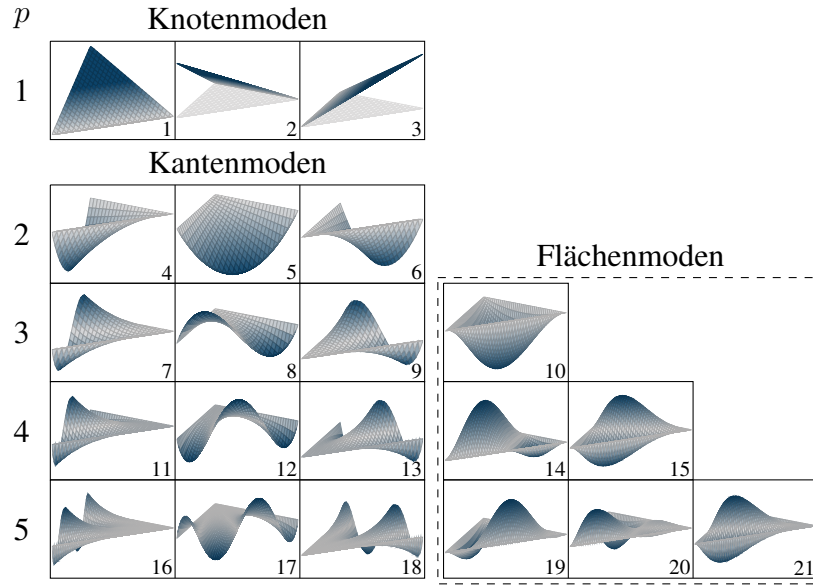 p Knotenmoden
1 1 2 3
Kantenmoden
2 4 5 6
Flächenmoden
3 7 8 9 10
4 11 12 13 14 15
5 16 17 18 19 20 21